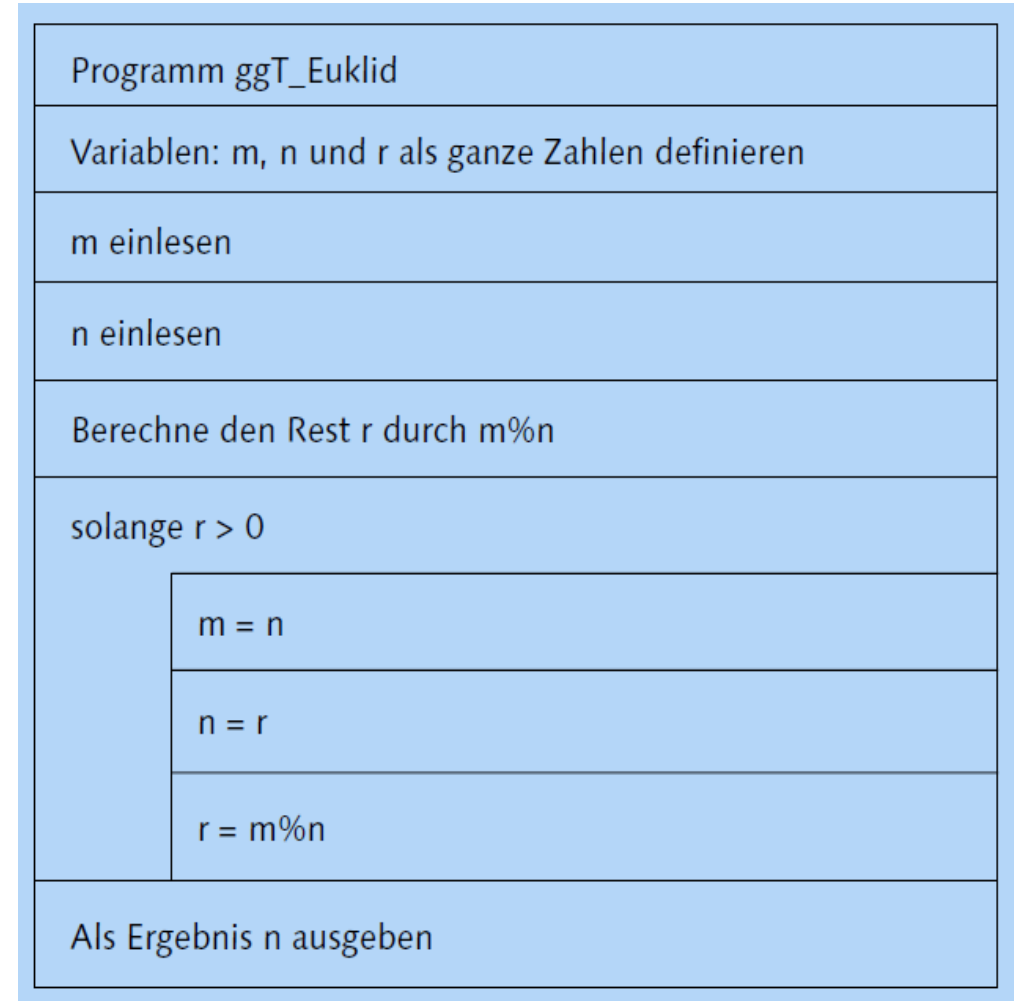 Programm ggT_Euklid
Variablen: m, n und r als ganze Zahlen definieren
m einlesen
n einlesen
Berechne den Rest r durch m%n
solange r > 0
m = n
n = r
r = m%n
Als Ergebnis n ausgeben